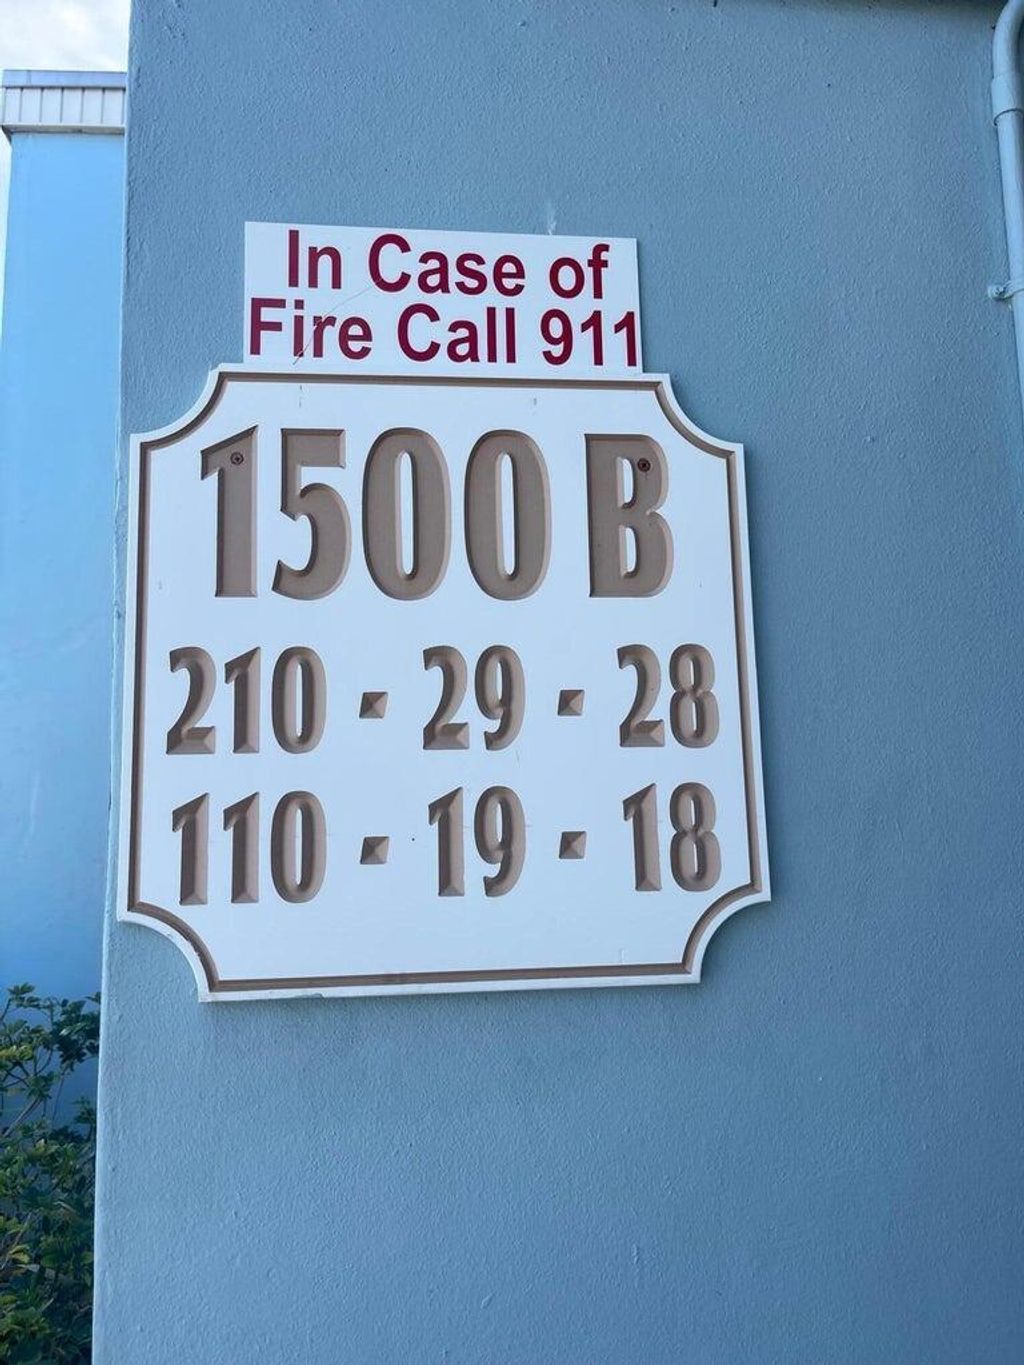 In Case of
Fire Call 911
1500 B
210 - 29 - 28
110 - 19 - 18